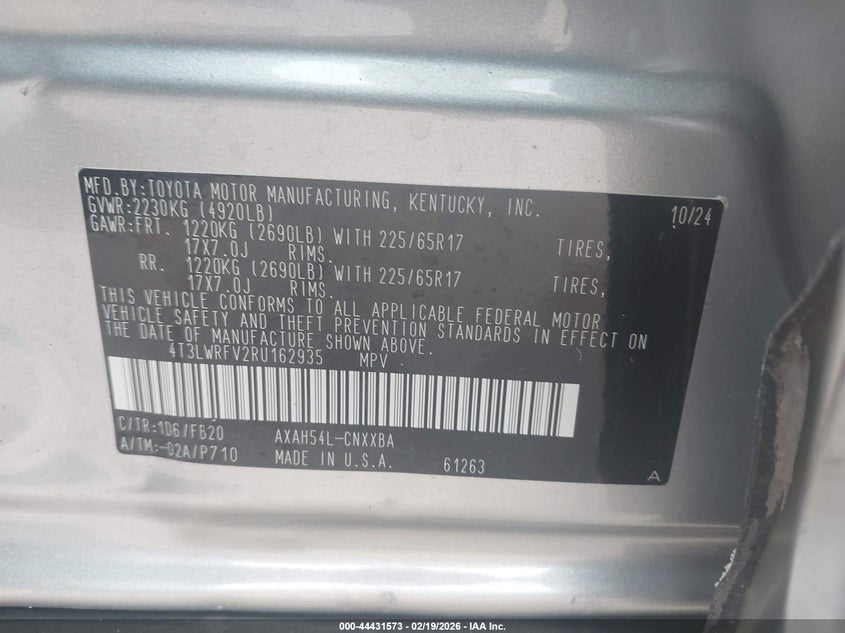 MFD.BY:TOYOTA MOTOR MANUFACTURING, KENTUCKY, INC. 10/24
GVWR:2230KG (4920LB)
GAWR:FRT. 1220KG (2690LB) WITH 225/65R17 TIRES,
17X7.0J RIMS.
RR. 1220KG (2690LB) WITH 225/65R17 TIRES,
17X7.0J RIMS.
THIS VEHICLE CONFORMS TO ALL APPLICABLE FEDERAL MOTOR
VEHICLE SAFETY AND THEFT PREVENTION STANDARDS IN EFFECT ON
THE DATE OF MANUFACTURE SHOWN ABOVE.
4T3LWRFV2RU162935 MPV
C/TR:1D6/FB20 AXAH54L-CNXXBA
A/TM:-02A/P710 MADE IN U.S.A. 61263
A
000-44431573 | 02/19/2026 | IAA Inc.